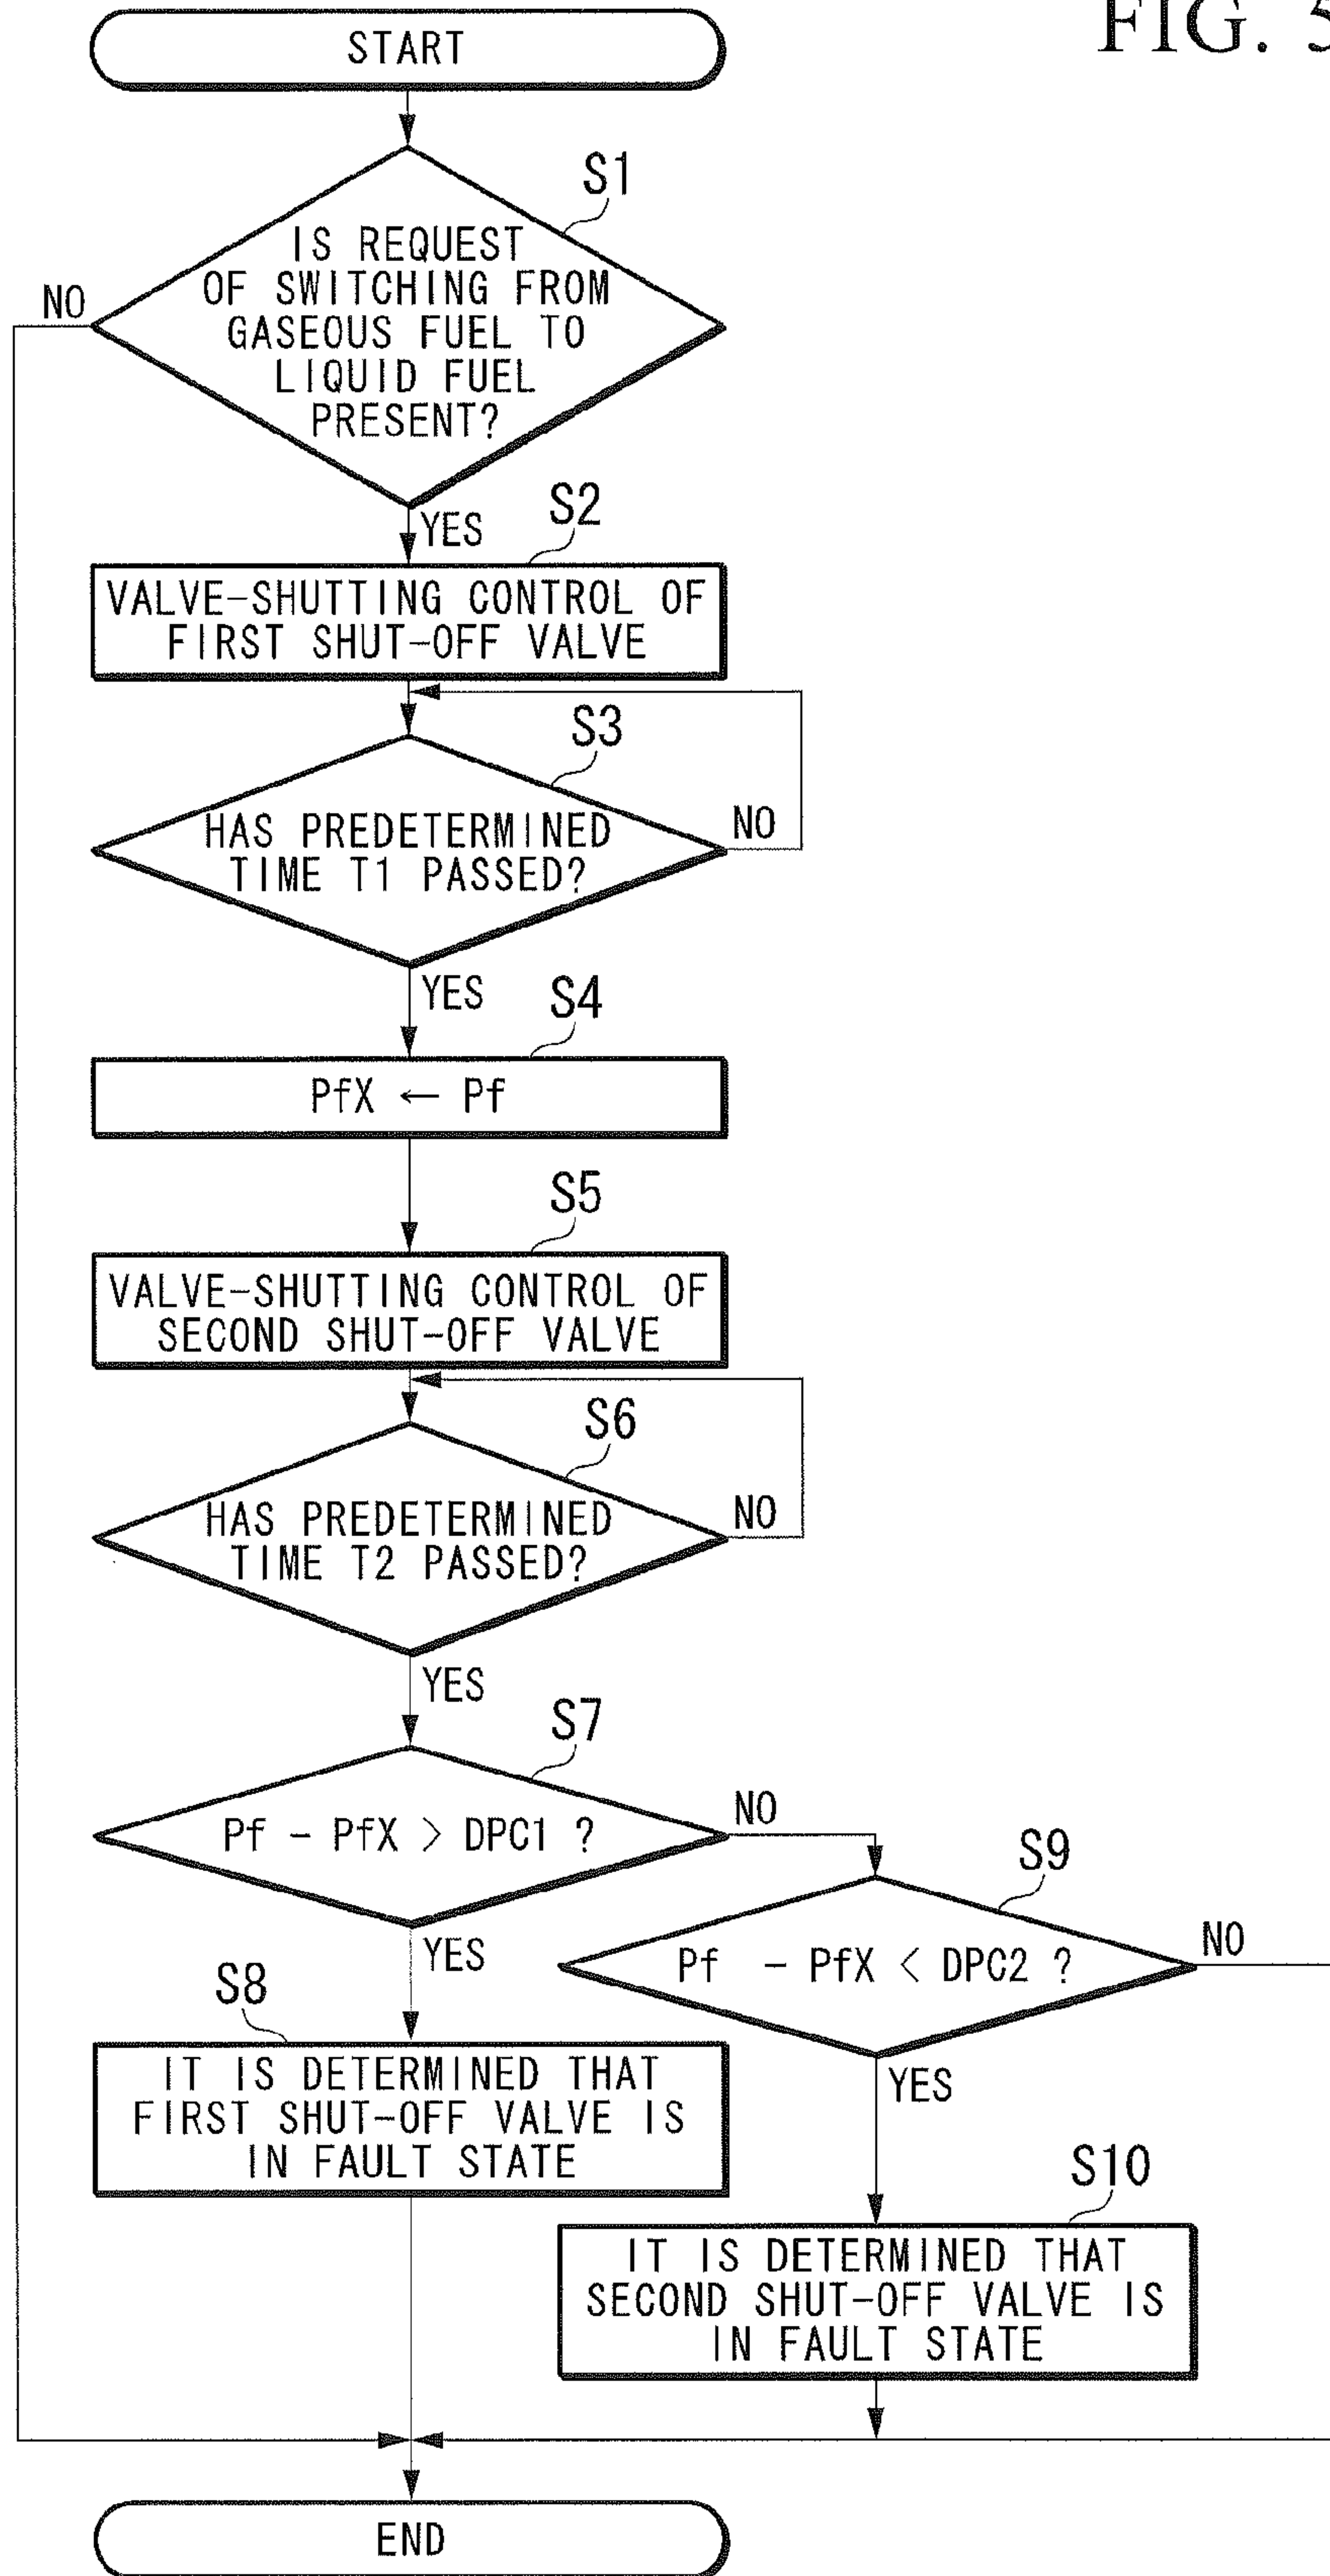 FIG. 5
START
S1
IS REQUEST
OF SWITCHING FROM
GASEOUS FUEL TO
LIQUID FUEL
PRESENT?
NO
YES
S2
VALVE-SHUTTING CONTROL OF
FIRST SHUT-OFF VALVE
S3
HAS PREDETERMINED
TIME T1 PASSED?
NO
YES
S4
PfX ← Pf
S5
VALVE-SHUTTING CONTROL OF
SECOND SHUT-OFF VALVE
S6
HAS PREDETERMINED
TIME T2 PASSED?
NO
YES
S7
Pf - PfX > DPC1 ?
NO
YES
S9
Pf - PfX < DPC2 ?
NO
YES
S8
IT IS DETERMINED THAT
FIRST SHUT-OFF VALVE IS
IN FAULT STATE
S10
IT IS DETERMINED THAT
SECOND SHUT-OFF VALVE IS
IN FAULT STATE
END